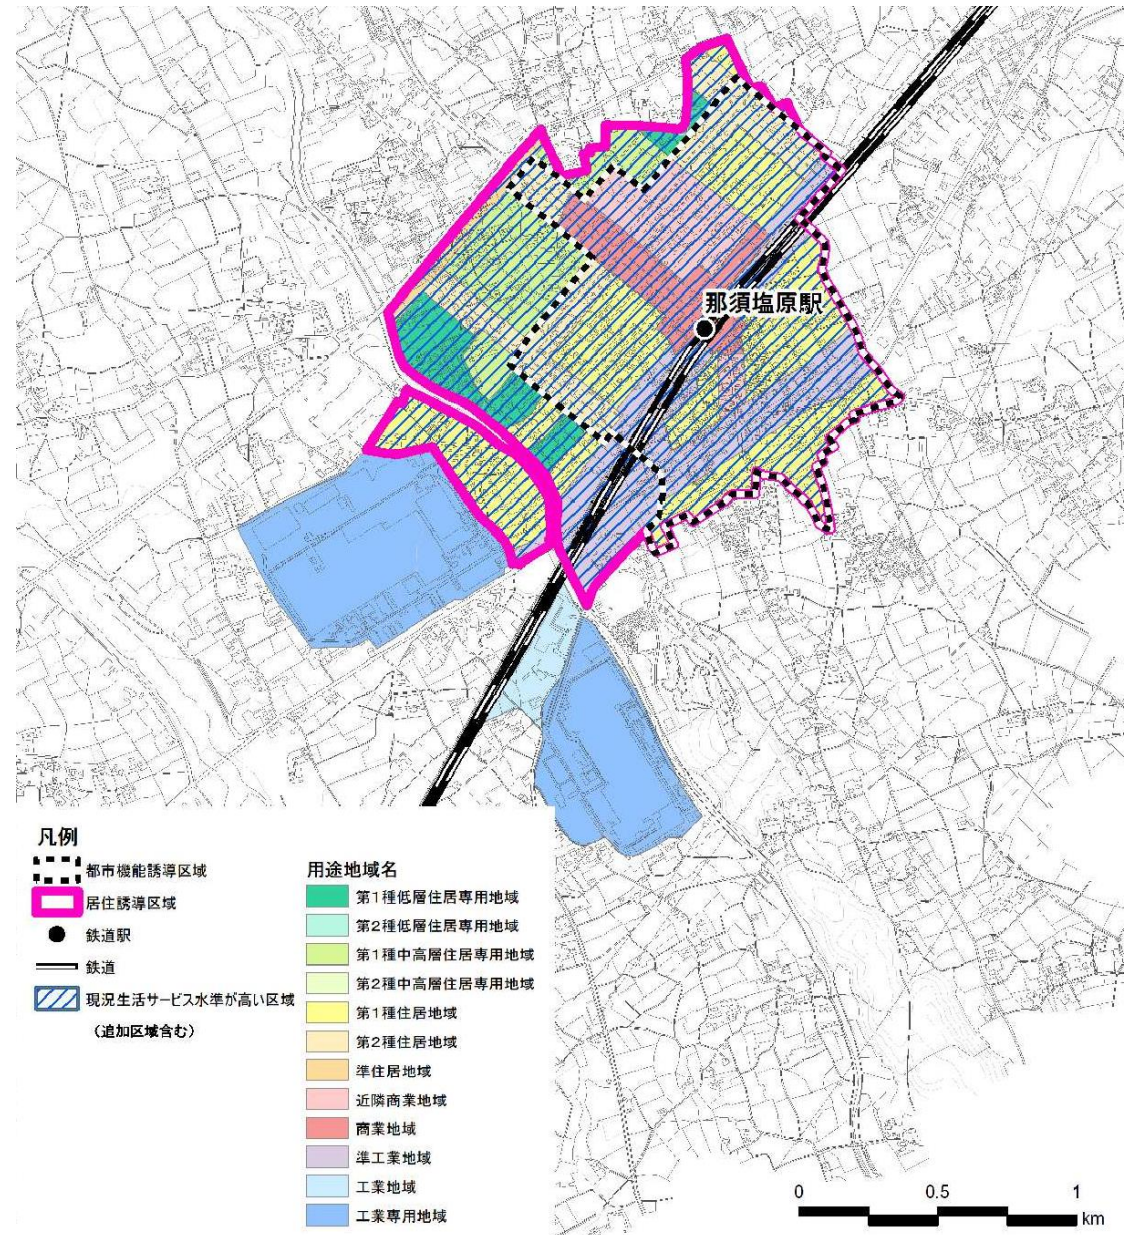 那須塩原駅
凡例
都市機能誘導区域
居住誘導区域
鉄道駅
鉄道
現況生活サービス水準が高い区域
（追加区域含む）
用途地域名
第1種低層住居専用地域
第2種低層住居専用地域
第1種中高層住居専用地域
第2種中高層住居専用地域
第1種住居地域
第2種住居地域
準住居地域
近隣商業地域
商業地域
準工業地域
工業地域
工業専用地域
0 0.5 1
km